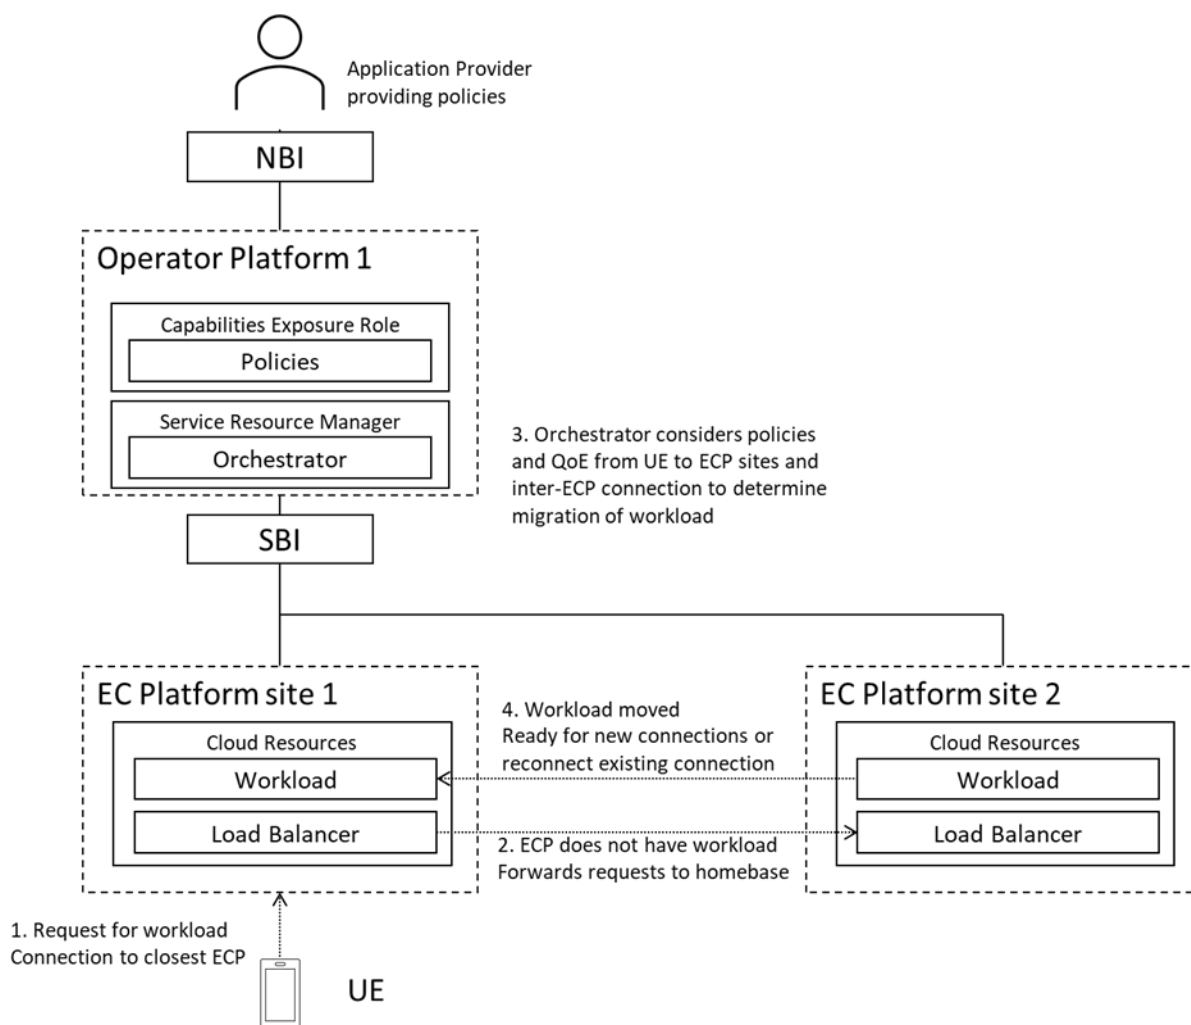 Application Provider
providing policies
NBI
Operator Platform 1
Capabilities Exposure Role
Policies
Service Resource Manager
Orchestrator
3. Orchestrator considers policies
and QoE from UE to ECP sites and
inter-ECP connection to determine
migration of workload
SBI
EC Platform site 1
Cloud Resources
Workload
Load Balancer
4. Workload moved
Ready for new connections or
reconnect existing connection
2. ECP does not have workload
Forwards requests to homebase
EC Platform site 2
Cloud Resources
Workload
Load Balancer
1. Request for workload
Connection to closest ECP
UE